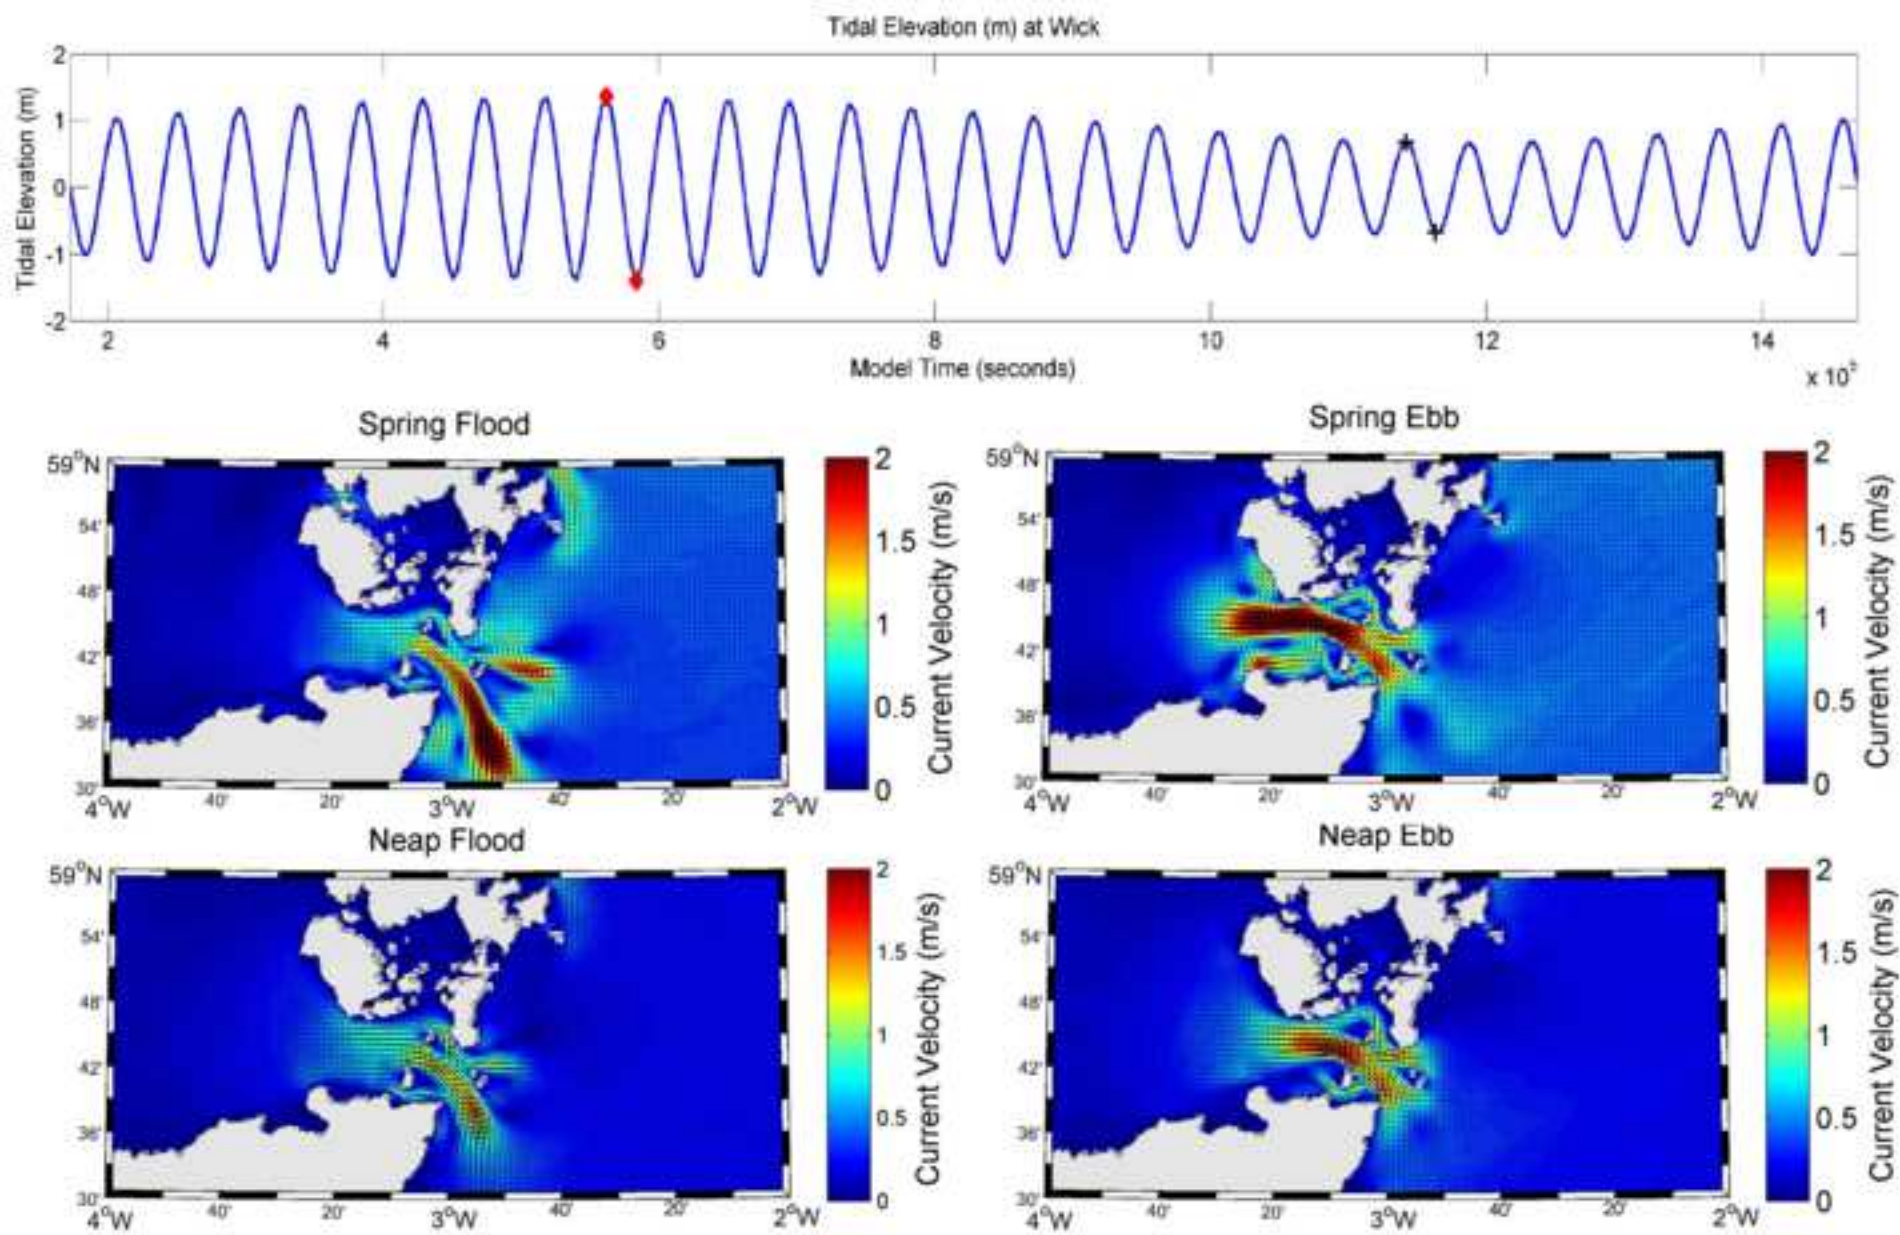 Tidal Elevation (m) at Wick
Tidal Elevation (m)
2
1
0
-1
-2
2 4 6 8 10 12 14
Model Time (seconds)
x 10⁵
Spring Flood
59°N
54'
48'
42'
36'
30'
4°W 40' 20' 3°W 40' 20' 2°W
2
1.5
1
0.5
0
Current Velocity (m/s)
Spring Ebb
59°N
54'
48'
42'
36'
30'
4°W 40' 20' 3°W 40' 20' 2°W
2
1.5
1
0.5
0
Current Velocity (m/s)
Neap Flood
59°N
54'
48'
42'
36'
30'
4°W 40' 20' 3°W 40' 20' 2°W
2
1.5
1
0.5
0
Current Velocity (m/s)
Neap Ebb
59°N
54'
48'
42'
36'
30'
4°W 40' 20' 3°W 40' 20' 2°W
2
1.5
1
0.5
0
Current Velocity (m/s)